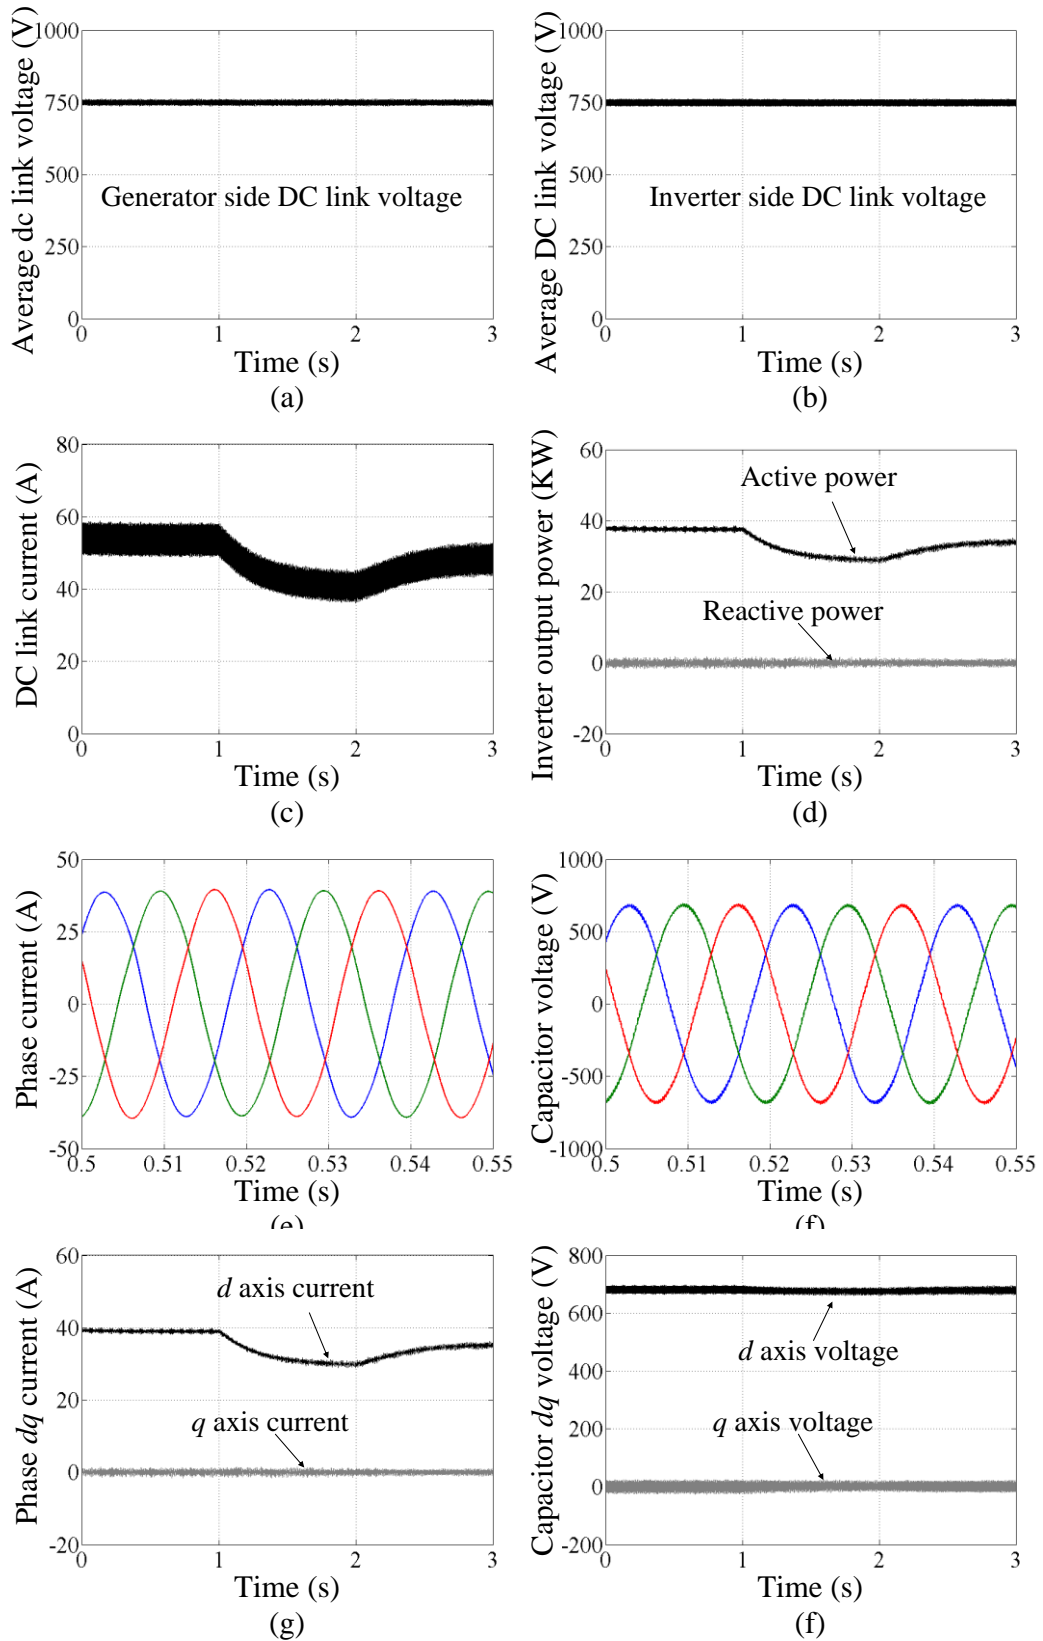 Average dc link voltage (V)
1000
750
500
250
0
Generator side DC link voltage
0 1 2 3
Time (s)
(a)
Average DC link voltage (V)
1000
750
500
250
0
Inverter side DC link voltage
0 1 2 3
Time (s)
(b)
DC link current (A)
80
60
40
20
0
0 1 2 3
Time (s)
(c)
Inverter output power (KW)
60
40
20
0
-20
Active power
Reactive power
0 1 2 3
Time (s)
(d)
Phase current (A)
50
25
0
-25
-50
0.5 0.51 0.52 0.53 0.54 0.55
Time (s)
(e)
Capacitor voltage (V)
1000
500
0
-500
-1000
0.5 0.51 0.52 0.53 0.54 0.55
Time (s)
(f)
Phase dq current (A)
60
40
20
0
-20
d axis current
q axis current
0 1 2 3
Time (s)
(g)
Capacitor dq voltage (V)
800
600
400
200
0
-200
d axis voltage
q axis voltage
0 1 2 3
Time (s)
(f)